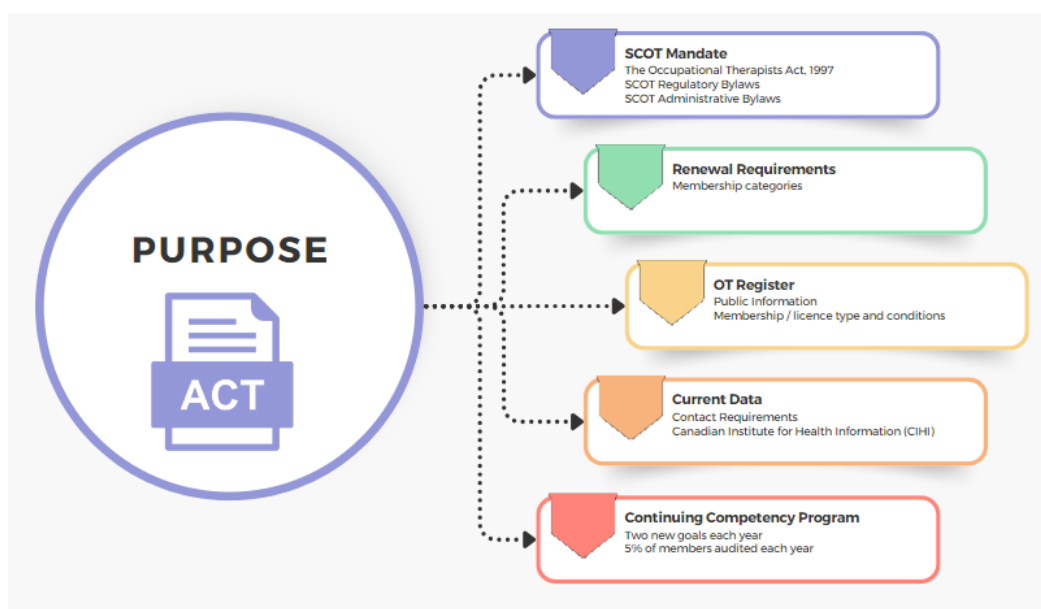 PURPOSE
ACT
SCOT Mandate
The Occupational Therapists Act, 1997
SCOT Regulatory Bylaws
SCOT Administrative Bylaws
Renewal Requirements
Membership categories
OT Register
Public Information
Membership / licence type and conditions
Current Data
Contact Requirements
Canadian Institute for Health Information (CIHI)
Continuing Competency Program
Two new goals each year
5% of members audited each year